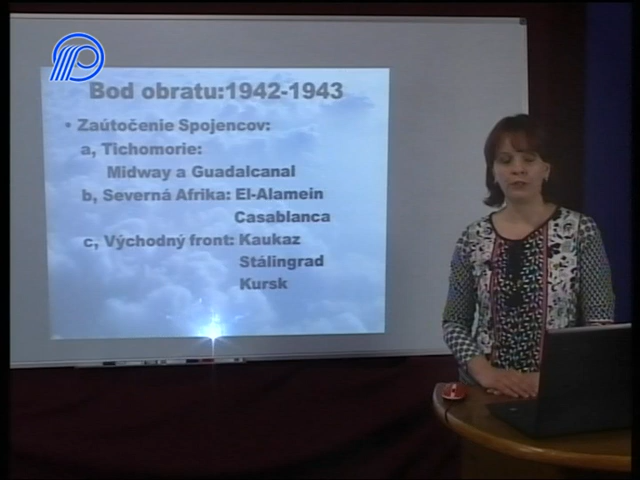 Bod obratu:1942-1943
• Zaútočenie Spojencov:
a, Tichomorie:
Midway a Guadalcanal
b, Severná Afrika: El-Alamein
Casablanca
c, Východný front: Kaukaz
Stálingrad
Kursk